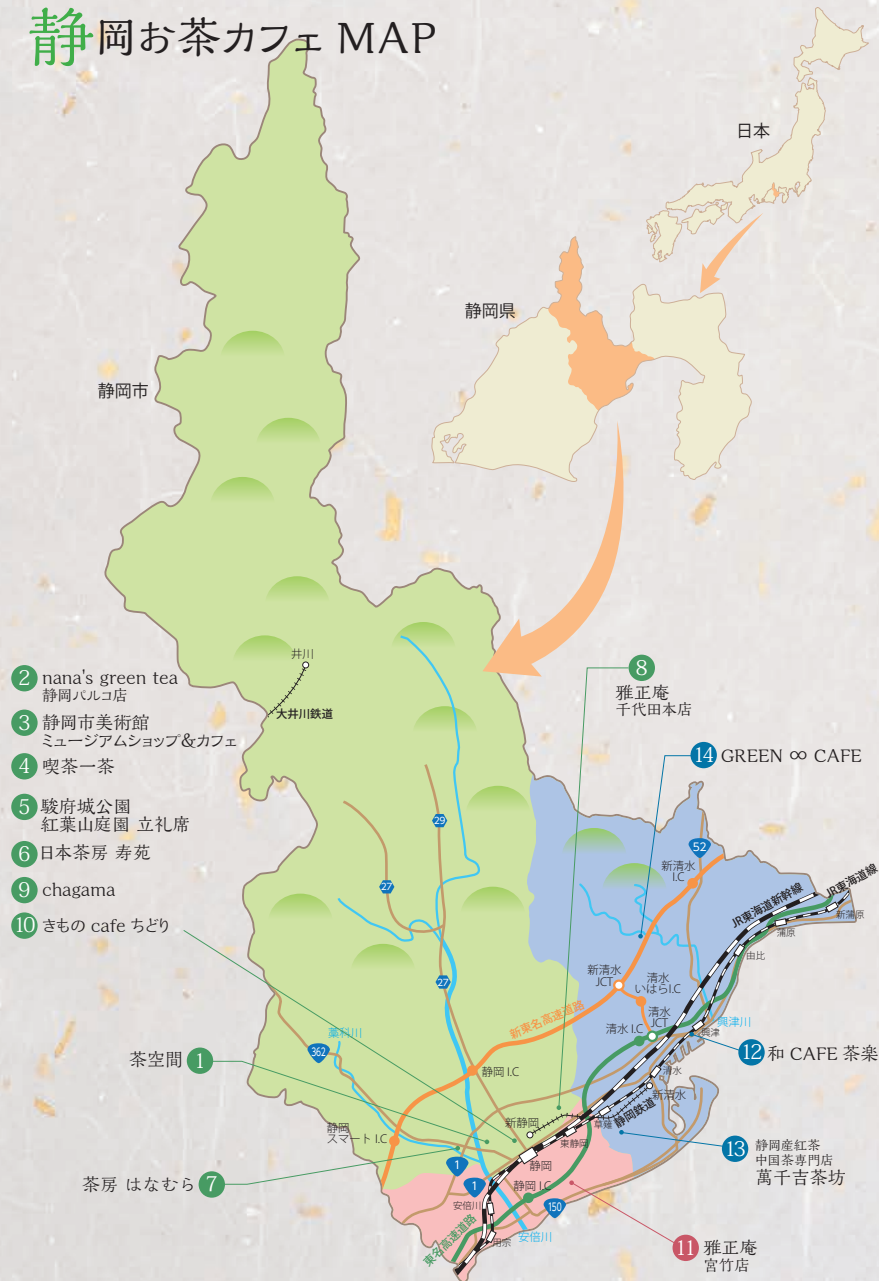 静岡お茶カフェ MAP
日本
静岡県
静岡市
井川
大井川鉄道
2 nana's green tea
静岡パルコ店
3 静岡市美術館
ミュージアムショップ&カフェ
4 喫茶一茶
5 駿府城公園
紅葉山庭園 立礼席
6 日本茶房 寿苑
9 chagama
10 きもの cafe ちどり
8
雅正庵
千代田本店
14 GREEN ∞ CAFE
29
27
52
新清水
I.C
JR東海道新幹線
JR東海道線
新蒲原
蒲原
由比
新清水
JCT
清水
いはらI.C
27
清水
JCT
新東名高速道路
清水 I.C
興津川
興津
藁科川
362
12 和 CAFE 茶楽
茶空間 1
静岡 I.C
清水
新清水
静岡
スマート I.C
新静岡
草薙
静岡鉄道
東静岡
13 静岡産紅茶
中国茶専門店
萬千吉茶坊
静岡
1
茶房 はなむら 7
1
静岡 I.C
安倍川
150
東名高速道路
用宗
安倍川
11 雅正庵
宮竹店